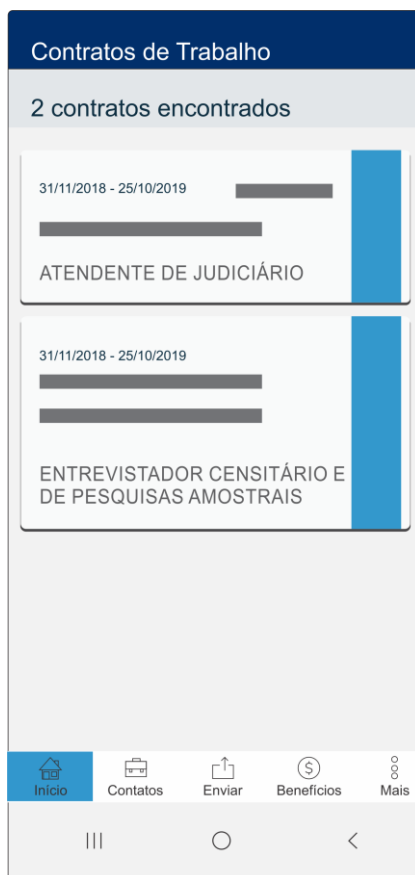 Contratos de Trabalho
2 contratos encontrados
31/11/2018 - 25/10/2019
ATENDENTE DE JUDICIÁRIO
31/11/2018 - 25/10/2019
ENTREVISTADOR CENSITÁRIO E
DE PESQUISAS AMOSTRAIS
Início Contatos Enviar Benefícios Mais